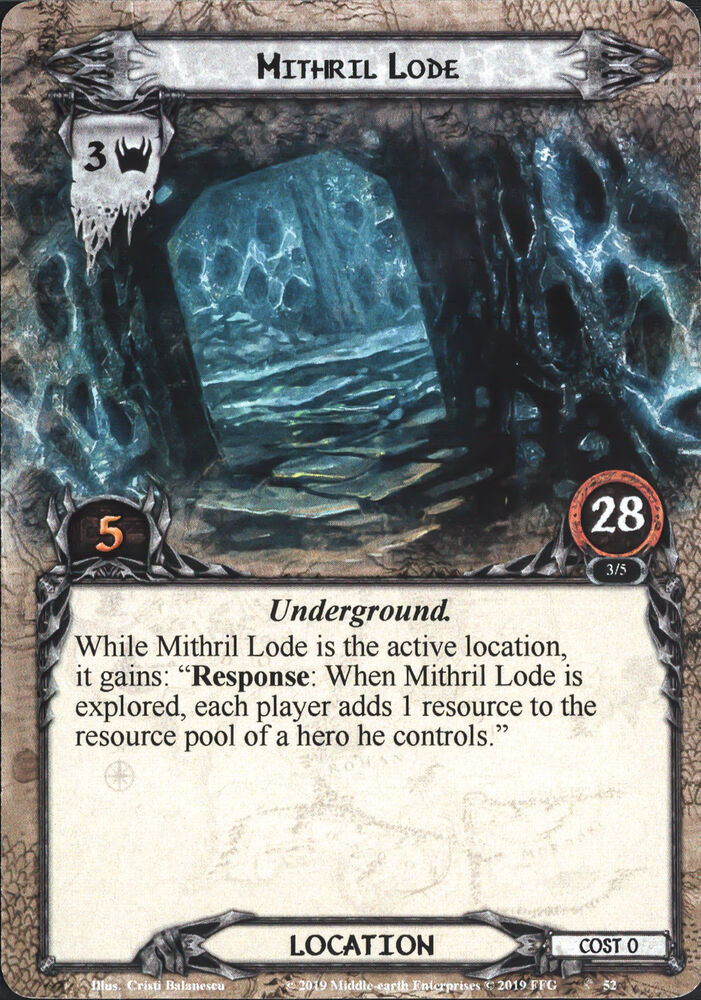 MITHRIL LODE
3
5
28
3/5
Underground.
While Mithril Lode is the active location,
it gains: “Response: When Mithril Lode is
explored, each player adds 1 resource to the
resource pool of a hero he controls.”
ROHAN
MORDOR
LOCATION
COST 0
Illus. Cristi Balanescu © 2019 Middle-earth Enterprises © 2019 FFG 52